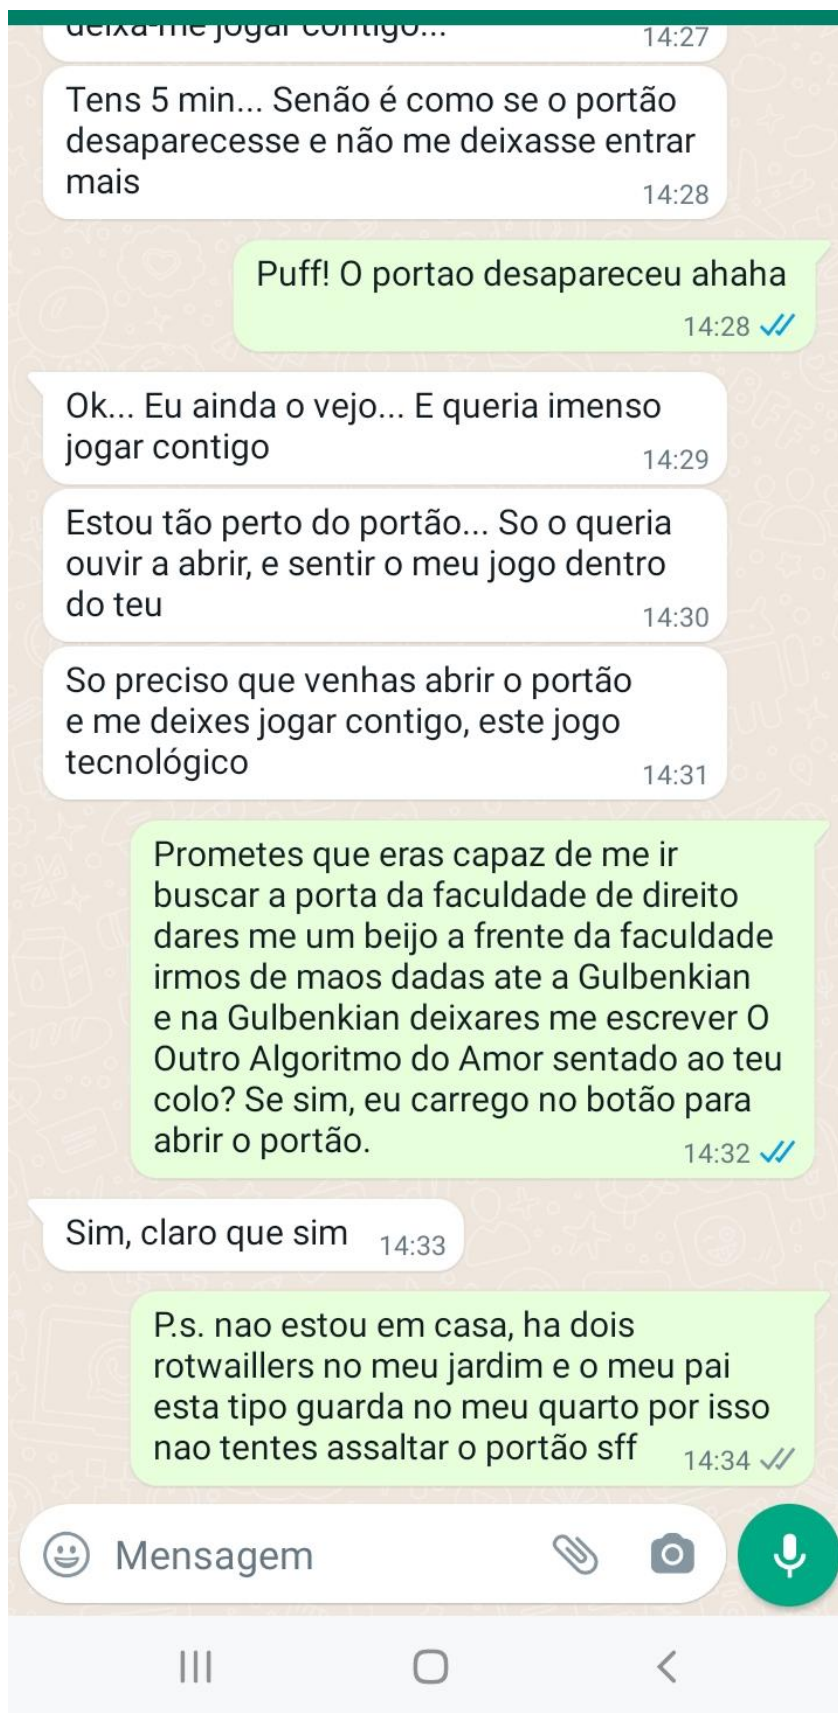 deixa-me jogar contigo...
14:27
Tens 5 min... Senão é como se o portão
desaparecesse e não me deixasse entrar
mais
14:28
Puff! O portao desapareceu ahaha
14:28
Ok... Eu ainda o vejo... E queria imenso
jogar contigo
14:29
Estou tão perto do portão... So o queria
ouvir a abrir, e sentir o meu jogo dentro
do teu
14:30
So preciso que venhas abrir o portão
e me deixes jogar contigo, este jogo
tecnológico
14:31
Prometes que eras capaz de me ir
buscar a porta da faculdade de direito
dares me um beijo a frente da faculdade
irmos de maos dadas ate a Gulbenkian
e na Gulbenkian deixares me escrever O
Outro Algoritmo do Amor sentado ao teu
colo? Se sim, eu carrego no botão para
abrir o portão.
14:32
Sim, claro que sim 14:33
P.s. nao estou em casa, ha dois
rotwaillers no meu jardim e o meu pai
esta tipo guarda no meu quarto por isso
nao tentes assaltar o portão sff
14:34
Mensagem